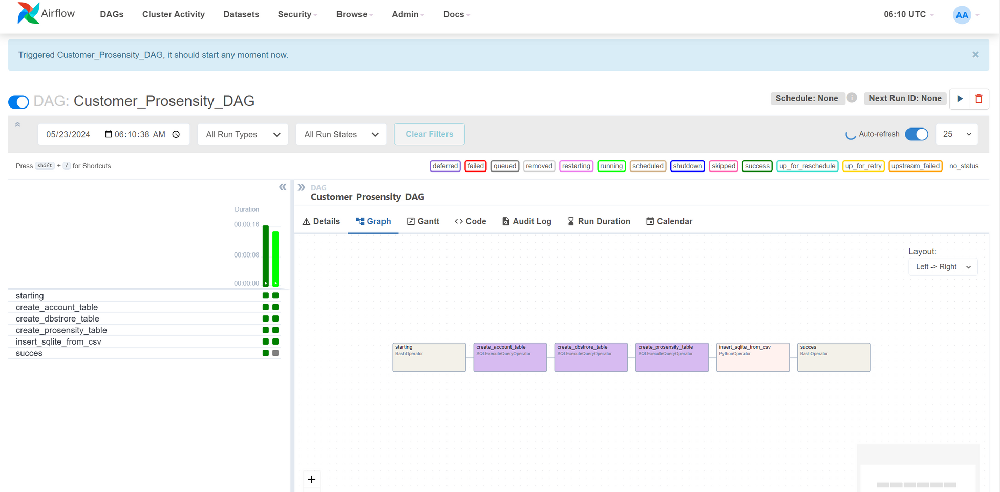 Airflow DAGs Cluster Activity Datasets Security Browse Admin Docs 06:10 UTC AA
Triggered Customer_Prosensity_DAG, it should start any moment now. ×
DAG: Customer_Prosensity_DAG Schedule: None i Next Run ID: None
05/23/2024 06:10:38 AM All Run Types All Run States Clear Filters Auto-refresh 25
Press shift + / for Shortcuts deferred failed queued removed restarting running scheduled shutdown skipped success up_for_reschedule up_for_retry upstream_failed no_status
DAG
Customer_Prosensity_DAG
Details Graph Gantt Code Audit Log Run Duration Calendar
Duration
00:00:16
00:00:08
00:00:00
starting
create_account_table
create_dbstrore_table
create_prosensity_table
insert_sqlite_from_csv
succes
Layout:
Left -> Right
starting
BashOperator
create_account_table
SQLExecuteQueryOperator
create_dbstrore_table
SQLExecuteQueryOperator
create_prosensity_table
SQLExecuteQueryOperator
insert_sqlite_from_csv
PythonOperator
succes
BashOperator
+